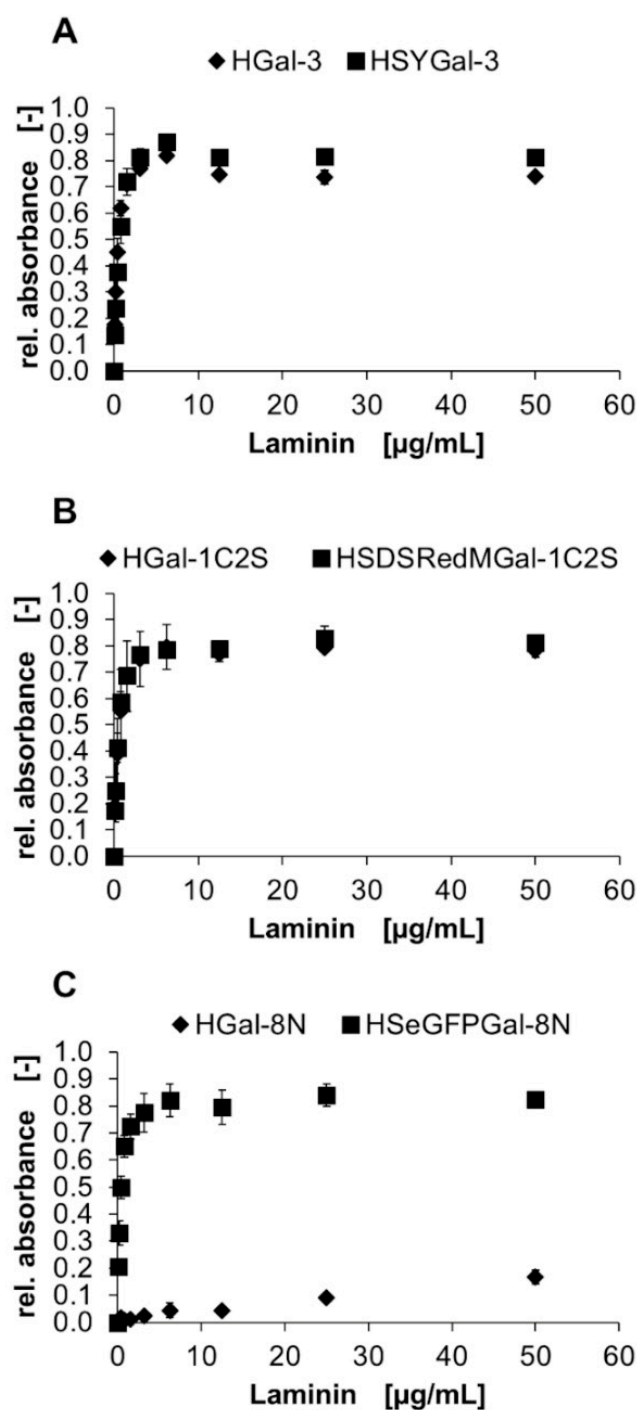 A
◆ HGal-3 ■ HSYGal-3
rel. absorbance [-]
1.0
0.9
0.8
0.7
0.6
0.5
0.4
0.3
0.2
0.1
0.0
0 10 20 30 40 50 60
Laminin [µg/mL]
B
◆ HGal-1C2S ■ HSDSRedMGal-1C2S
rel. absorbance [-]
1.0
0.9
0.8
0.7
0.6
0.5
0.4
0.3
0.2
0.1
0.0
0 10 20 30 40 50 60
Laminin [µg/mL]
C
◆ HGal-8N ■ HSeGFPGal-8N
rel. absorbance [-]
1.0
0.9
0.8
0.7
0.6
0.5
0.4
0.3
0.2
0.1
0.0
0 10 20 30 40 50 60
Laminin [µg/mL]